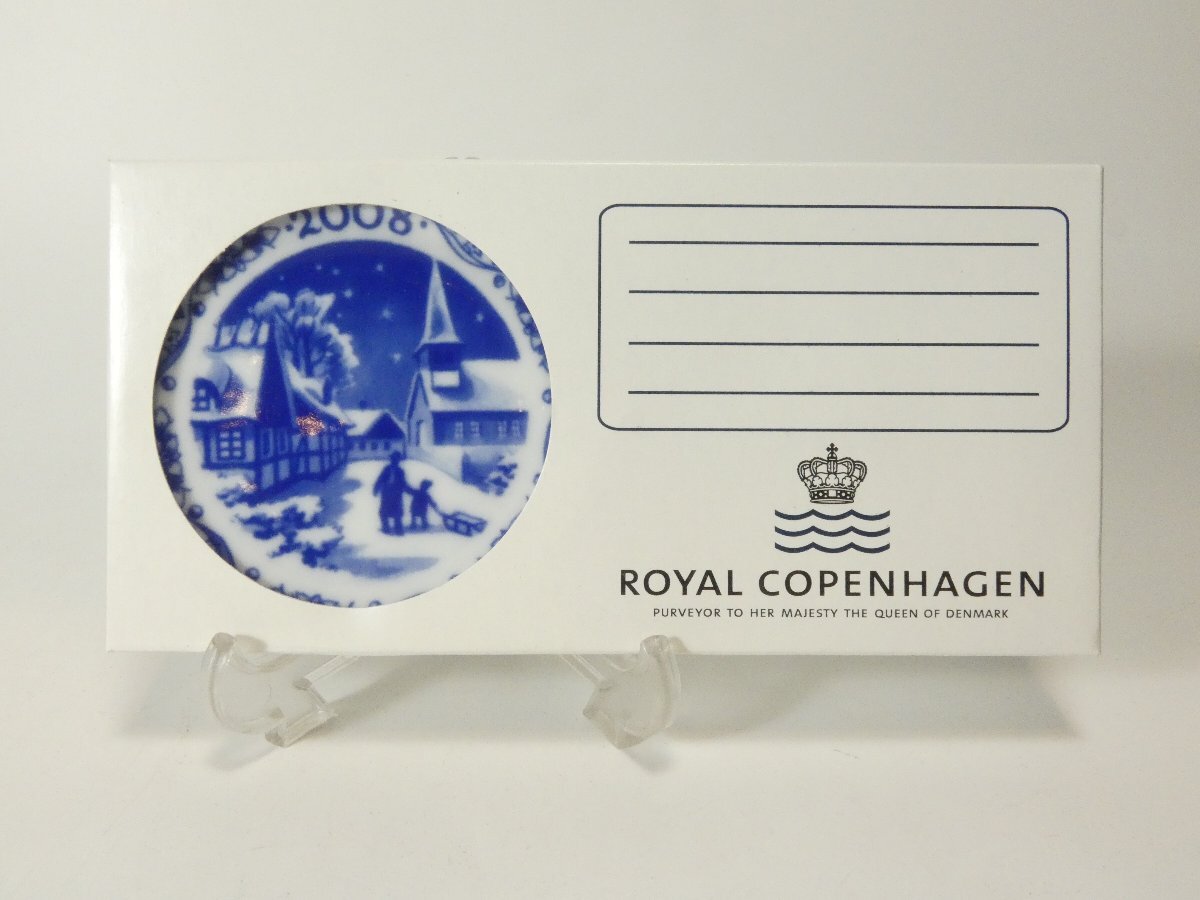 ·2008·
ROYAL COPENHAGEN
PURVEYOR TO HER MAJESTY THE QUEEN OF DENMARK